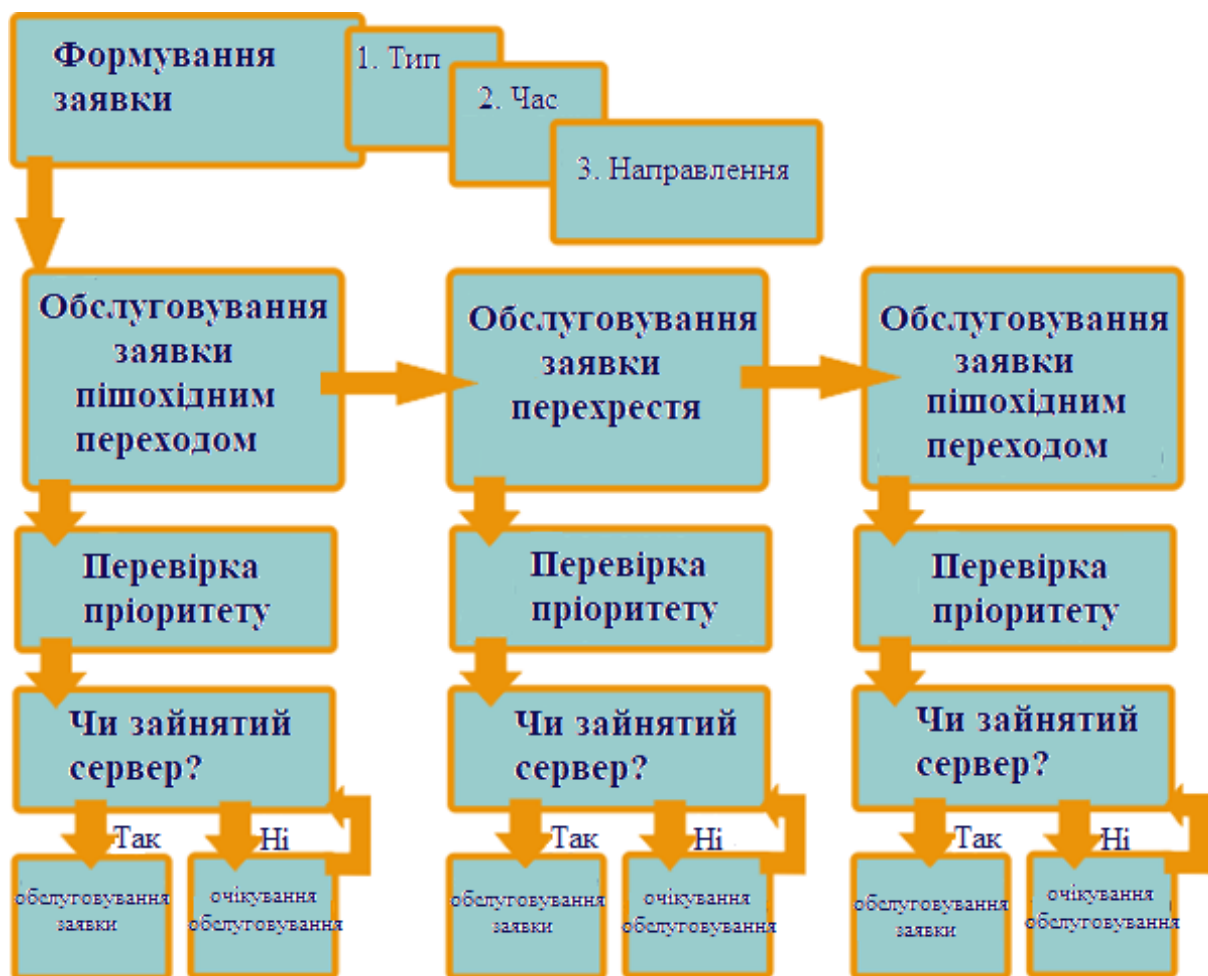 Формування
заявки
1. Тип
2. Час
3. Направлення
Обслуговування
заявки
пішохідним
переходом
Обслуговування
заявки
перехрестя
Обслуговування
заявки
пішохідним
переходом
Перевірка
пріоритету
Перевірка
пріоритету
Перевірка
пріоритету
Чи зайнятий
сервер?
Чи зайнятий
сервер?
Чи зайнятий
сервер?
Так
Ні
Так
Ні
Так
Ні
обслуговування
заявки
очікування
обслуговування
обслуговування
заявки
очікування
обслуговування
обслуговування
заявки
очікування
обслуговування